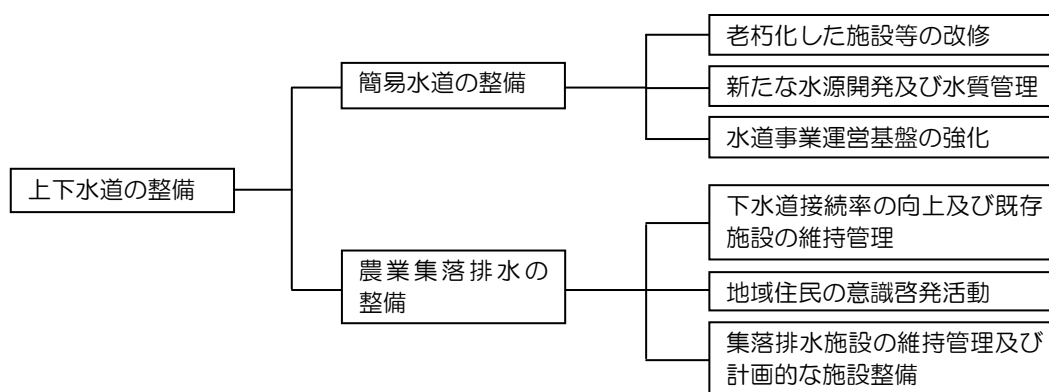 上下水道の整備
簡易水道の整備
老朽化した施設等の改修
新たな水源開発及び水質管理
水道事業運営基盤の強化
農業集落排水の
整備
下水道接続率の向上及び既存
施設の維持管理
地域住民の意識啓発活動
集落排水施設の維持管理及び
計画的な施設整備